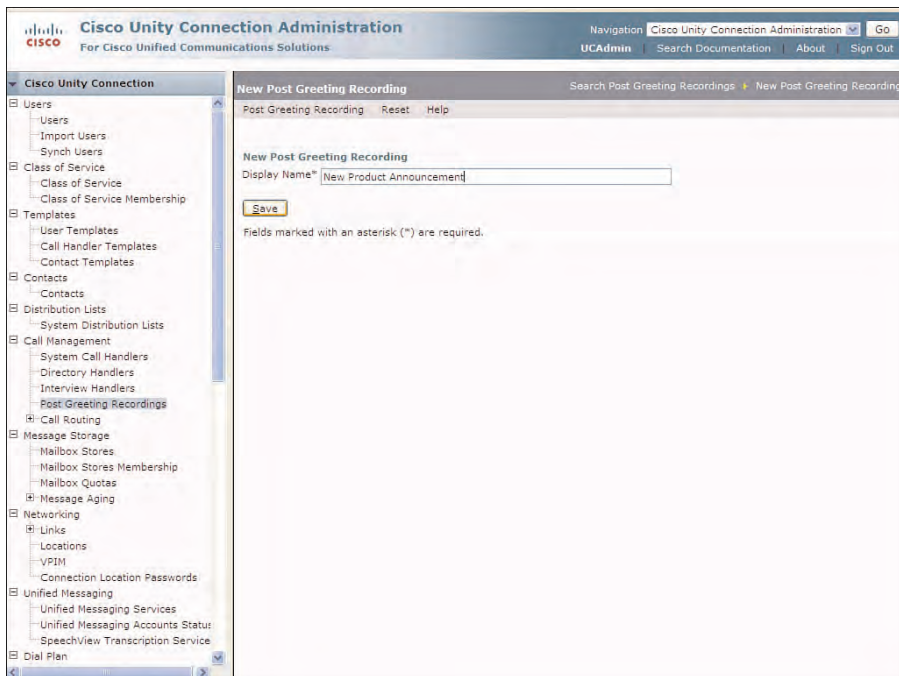 Cisco Unity Connection Administration
Navigation Cisco Unity Connection Administration Go
cisco
For Cisco Unified Communications Solutions
UCAdmin | Search Documentation | About | Sign Out
Cisco Unity Connection
Users
Users
Import Users
Synch Users
Class of Service
Class of Service
Class of Service Membership
Templates
User Templates
Call Handler Templates
Contact Templates
Contacts
Contacts
Distribution Lists
System Distribution Lists
Call Management
System Call Handlers
Directory Handlers
Interview Handlers
Post Greeting Recordings
Call Routing
Message Storage
Mailbox Stores
Mailbox Stores Membership
Mailbox Quotas
Message Aging
Networking
Links
Locations
VPIM
Connection Location Passwords
Unified Messaging
Unified Messaging Services
Unified Messaging Accounts Status
SpeechView Transcription Service
Dial Plan
New Post Greeting Recording
Search Post Greeting Recordings New Post Greeting Recording
Post Greeting Recording Reset Help
New Post Greeting Recording
Display Name* New Product Announcement
Save
Fields marked with an asterisk (*) are required.